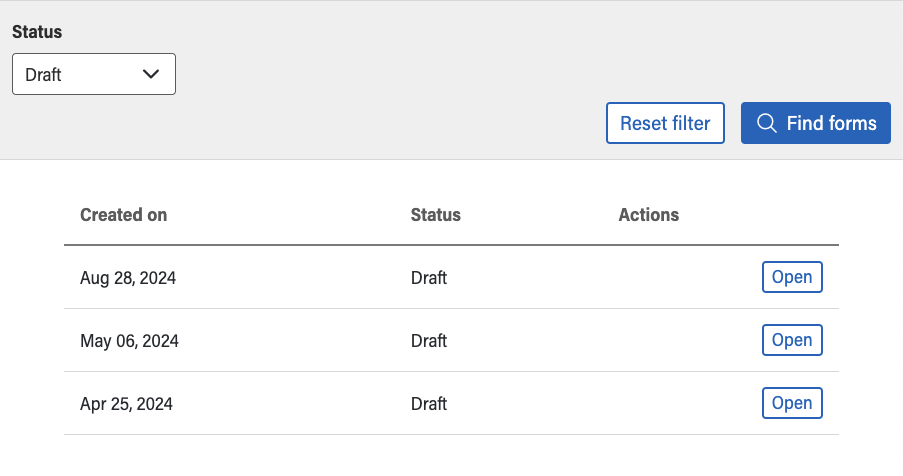 Status
Draft
Reset filter
Find forms
Created on Status Actions
Aug 28, 2024 Draft Open
May 06, 2024 Draft Open
Apr 25, 2024 Draft Open